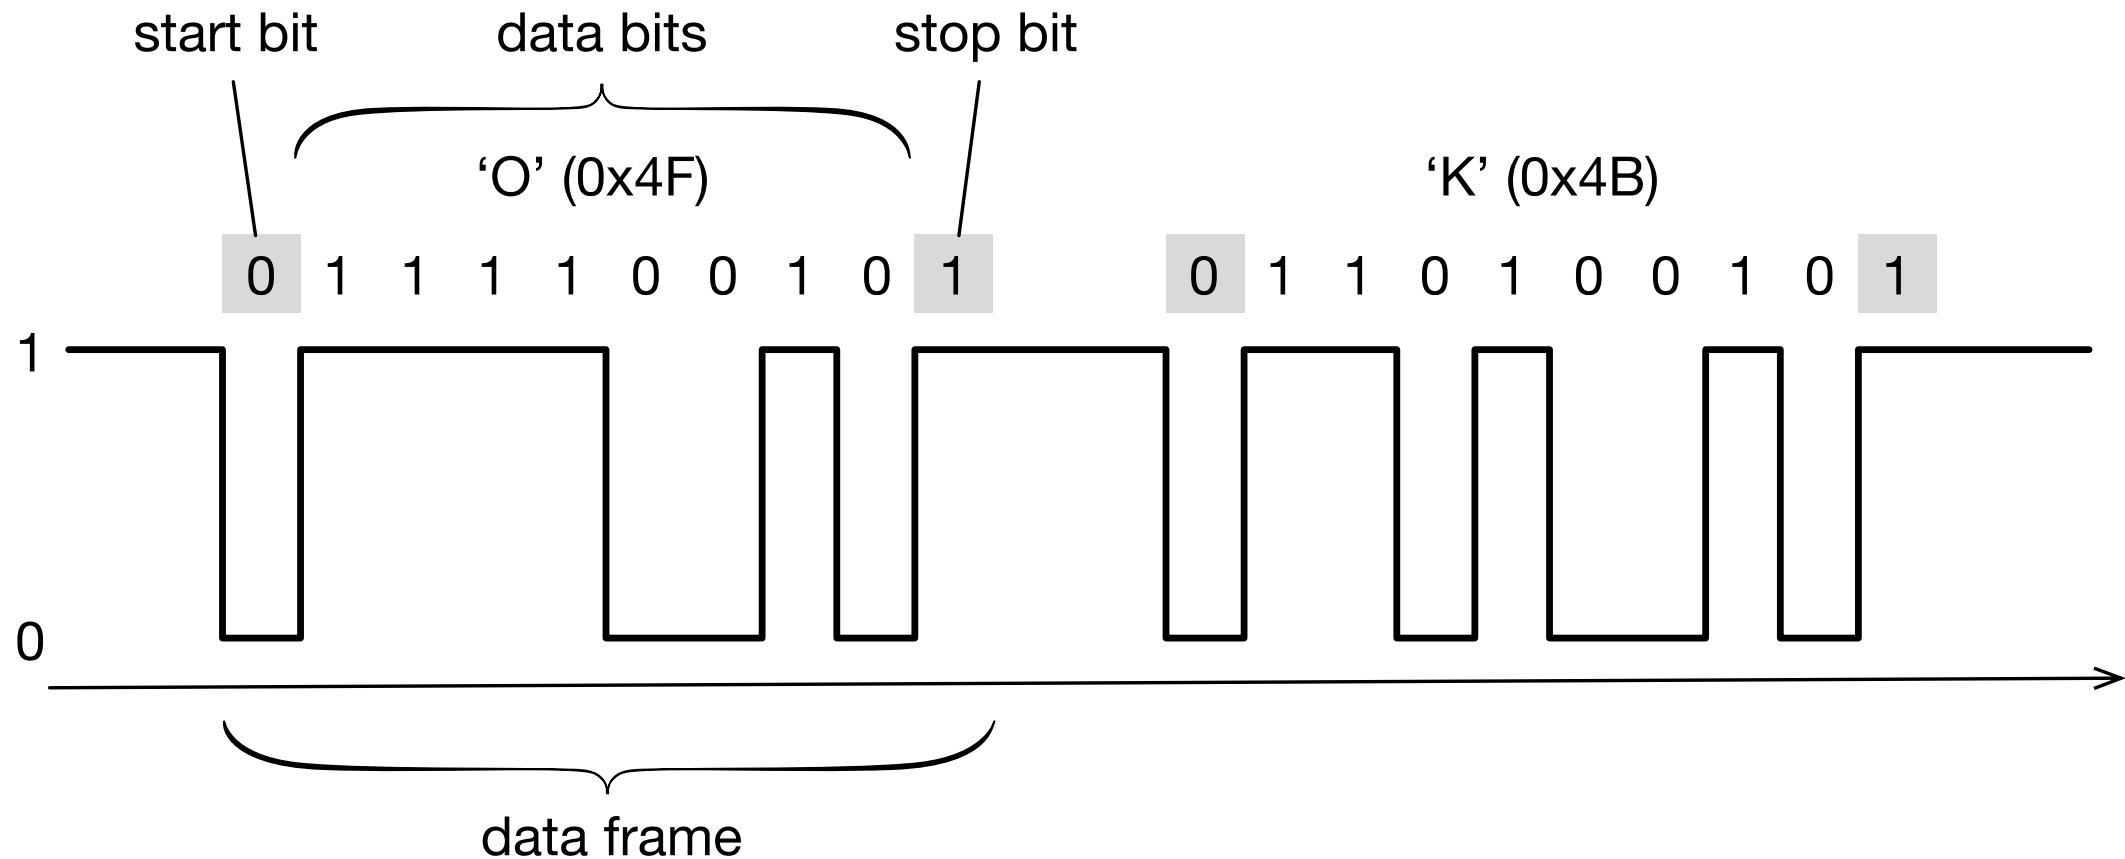 start bit data bits stop bit
‘O’ (0x4F) ‘K’ (0x4B)
0 1 1 1 1 0 0 1 0 1 0 1 1 0 1 0 0 1 0 1
1
0
data frame